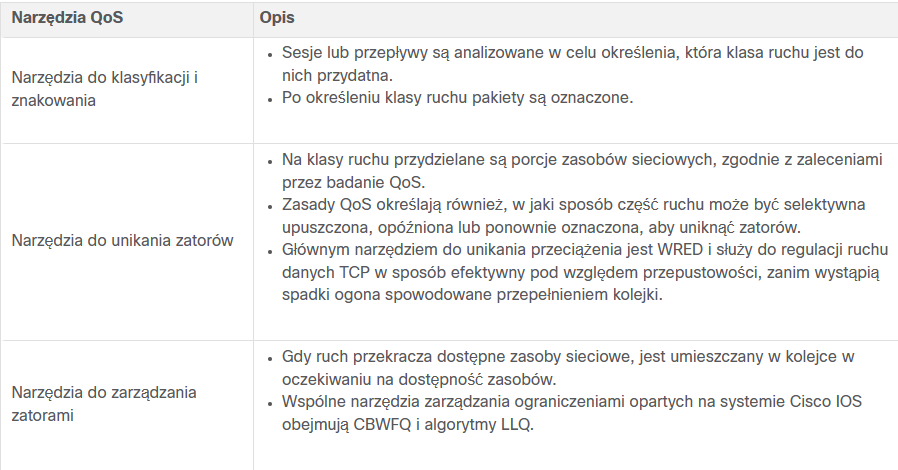 Narzędzia QoS
Opis
Narzędzia do klasyfikacji i
znakowania
• Sesje lub przepływy są analizowane w celu określenia, która klasa ruchu jest do
nich przydatna.
• Po określeniu klasy ruchu pakiety są oznaczone.
Narzędzia do unikania zatorów
• Na klasy ruchu przydzielane są porcje zasobów sieciowych, zgodnie z zaleceniami
przez badanie QoS.
• Zasady QoS określają również, w jaki sposób część ruchu może być selektywna
upuszczona, opóźniona lub ponownie oznaczona, aby uniknąć zatorów.
• Głównym narzędziem do unikania przeciążenia jest WRED i służy do regulacji ruchu
danych TCP w sposób efektywny pod względem przepustowości, zanim wystąpią
spadki ogona spowodowane przepełnieniem kolejki.
Narzędzia do zarządzania
zatorami
• Gdy ruch przekracza dostępne zasoby sieciowe, jest umieszczany w kolejce w
oczekiwaniu na dostępność zasobów.
• Wspólne narzędzia zarządzania ograniczeniami opartych na systemie Cisco IOS
obejmują CBWFQ i algorytmy LLQ.